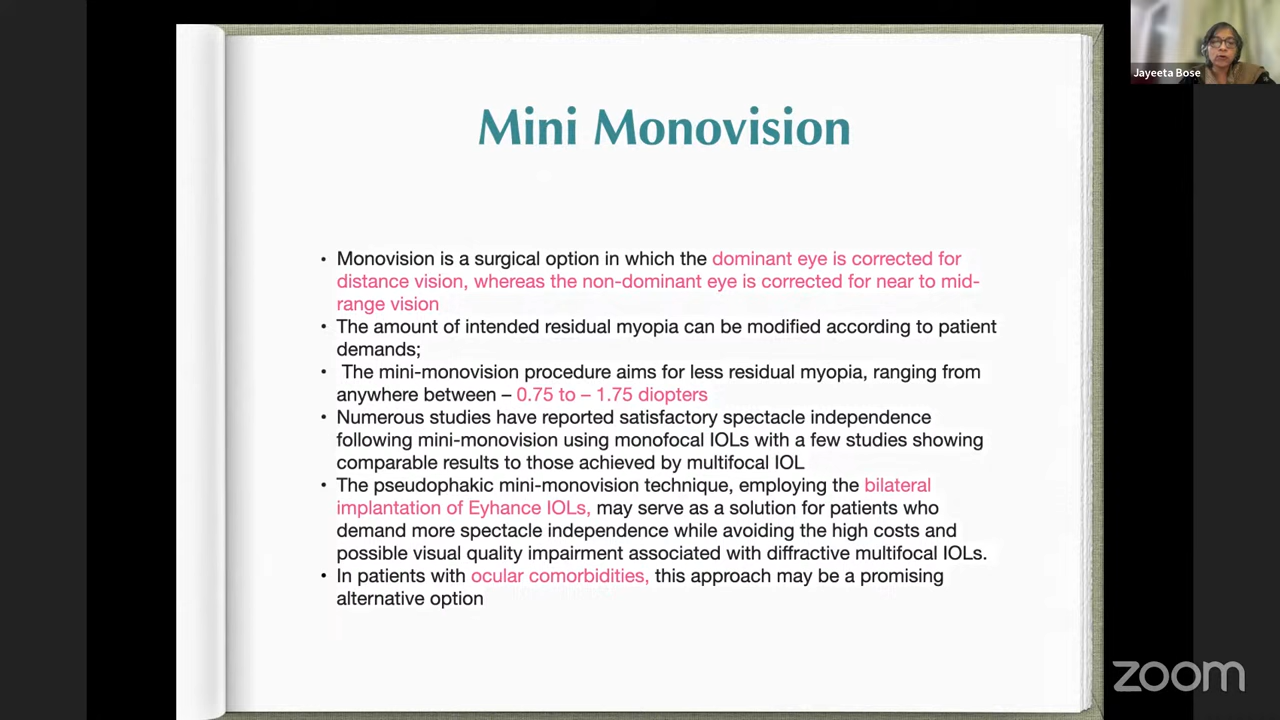 Jayeeta Bose
Mini Monovision
• Monovision is a surgical option in which the dominant eye is corrected for
distance vision, whereas the non-dominant eye is corrected for near to mid-
range vision
• The amount of intended residual myopia can be modified according to patient
demands;
• The mini-monovision procedure aims for less residual myopia, ranging from
anywhere between – 0.75 to – 1.75 diopters
• Numerous studies have reported satisfactory spectacle independence
following mini-monovision using monofocal IOLs with a few studies showing
comparable results to those achieved by multifocal IOL
• The pseudophakic mini-monovision technique, employing the bilateral
implantation of Eyhance IOLs, may serve as a solution for patients who
demand more spectacle independence while avoiding the high costs and
possible visual quality impairment associated with diffractive multifocal IOLs.
• In patients with ocular comorbidities, this approach may be a promising
alternative option
zoom